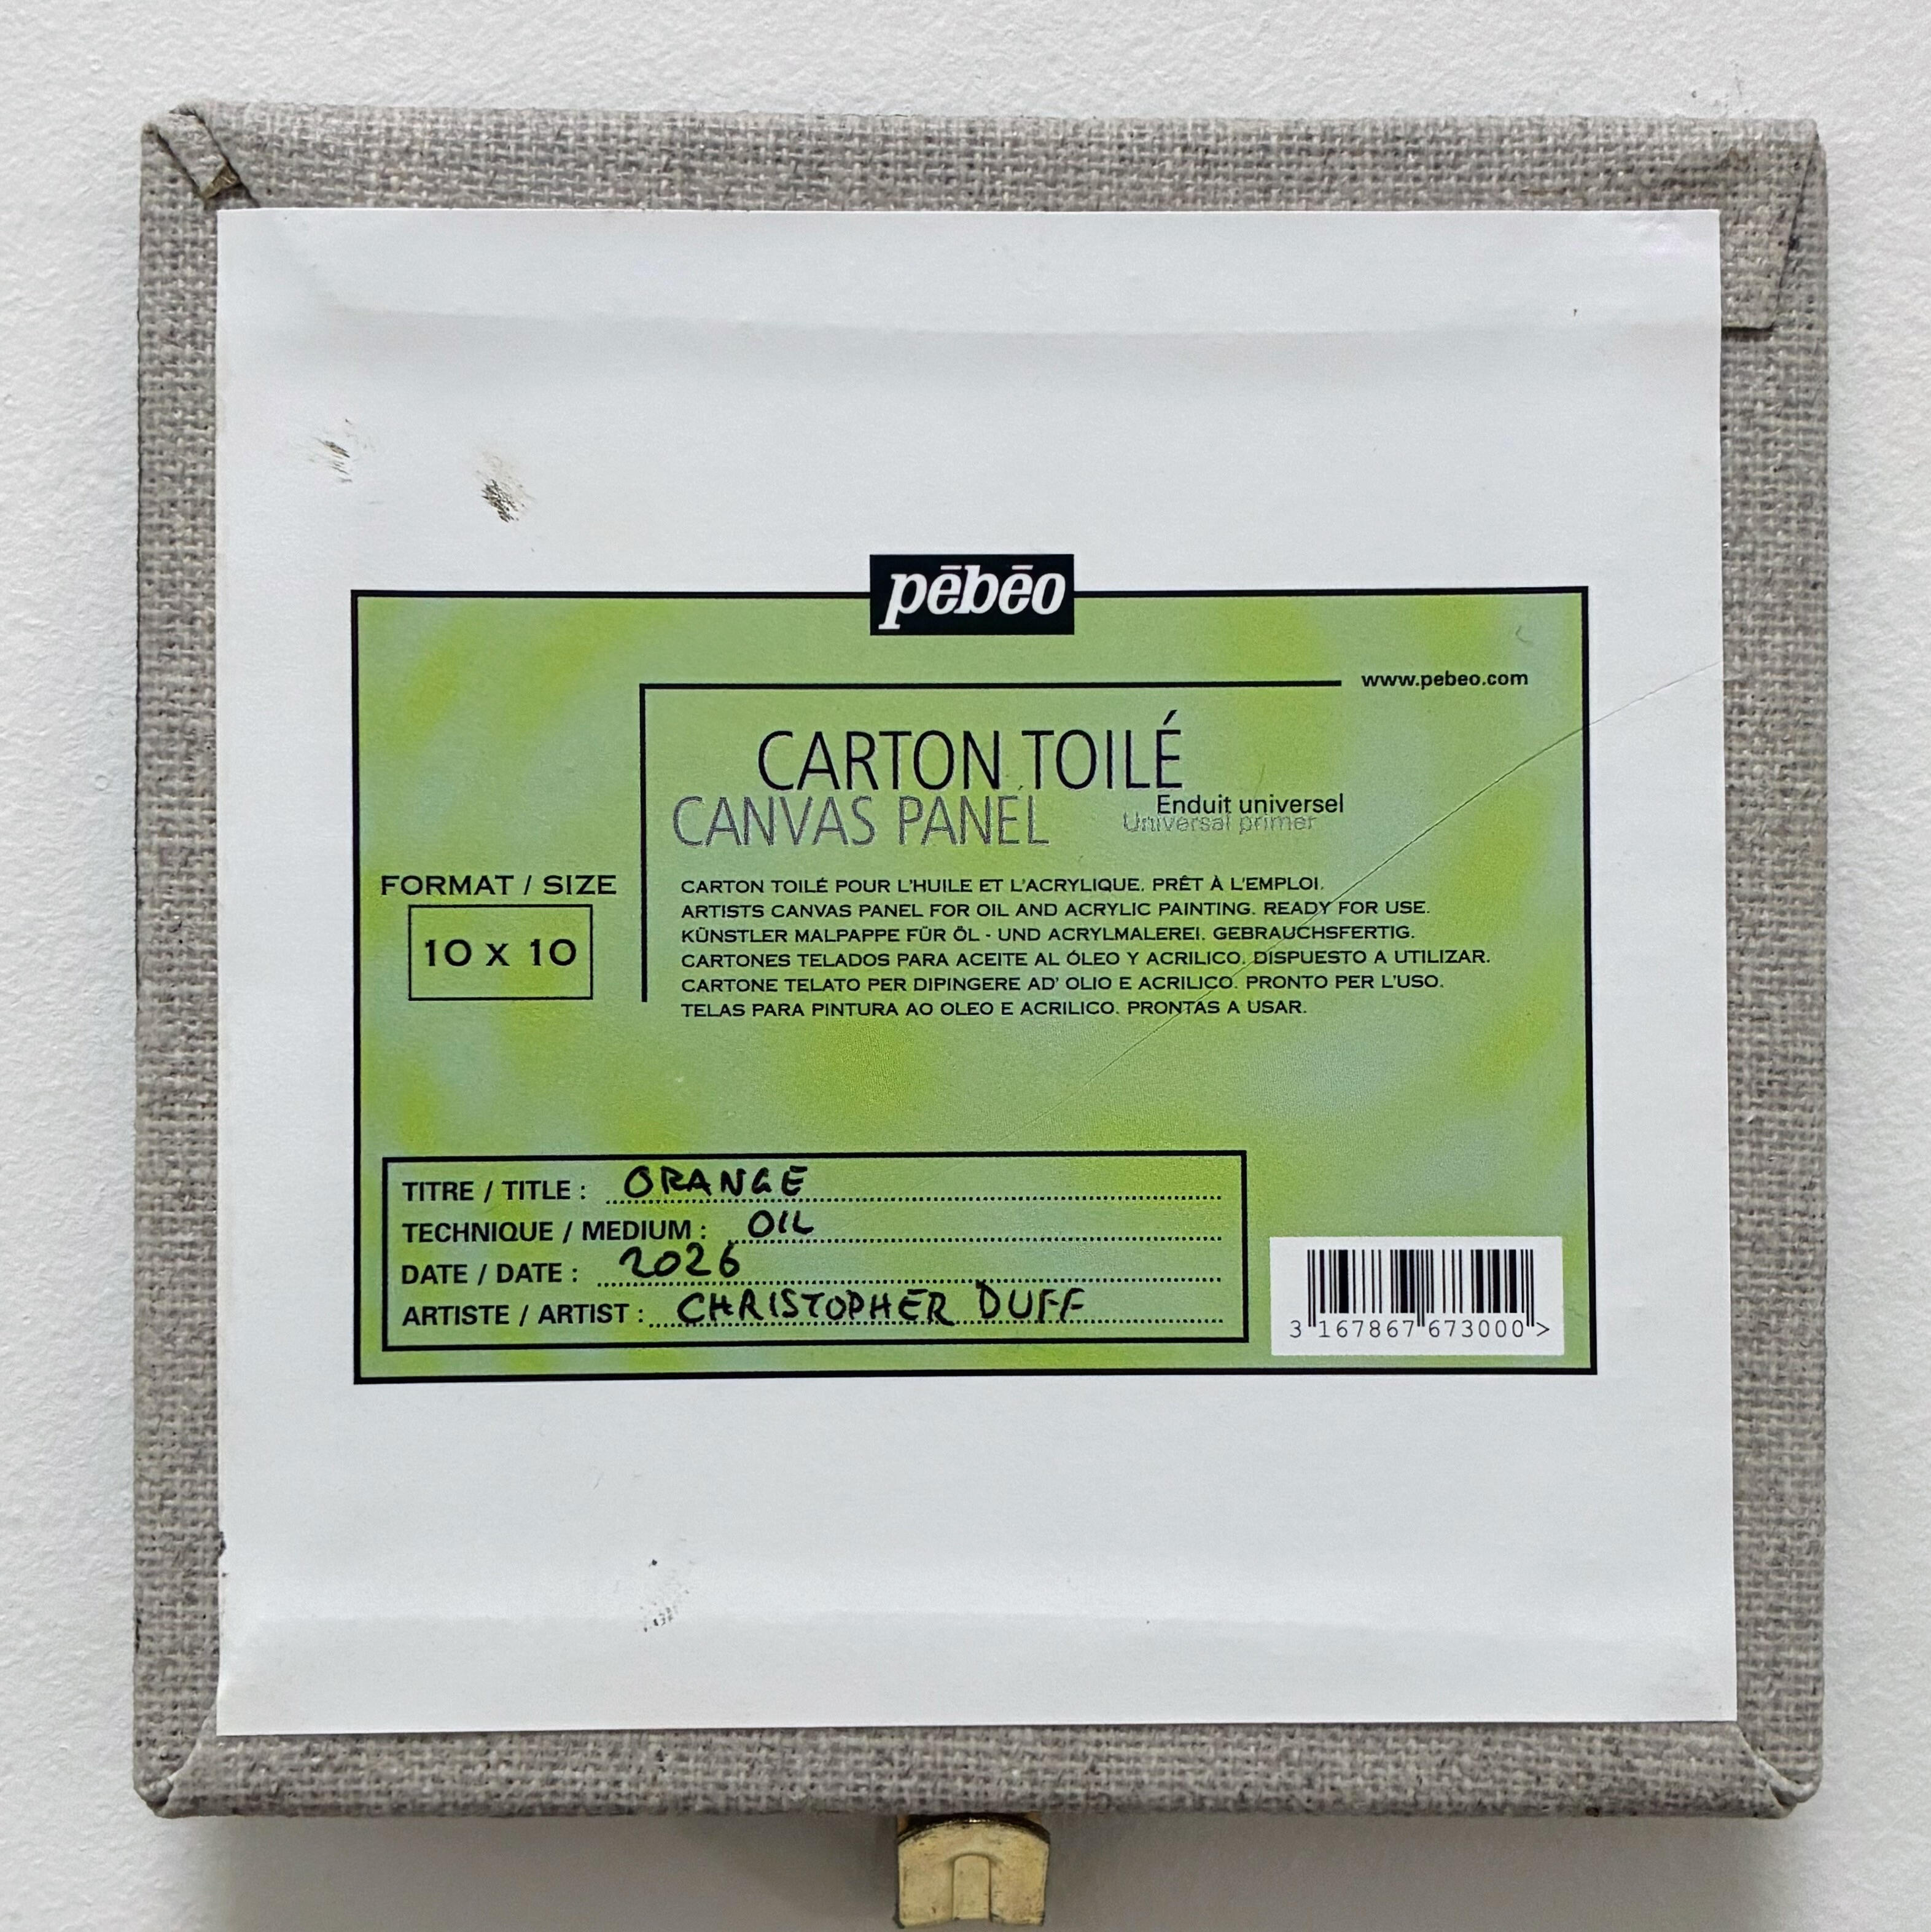 pēbēo
www.pebeo.com
CARTON TOILÉ
CANVAS PANEL
Enduit universel
Universal primer
FORMAT / SIZE
10 x 10
CARTON TOILÉ POUR L'HUILE ET L'ACRYLIQUE. PRÊT À L'EMPLOI.
ARTISTS CANVAS PANEL FOR OIL AND ACRYLIC PAINTING. READY FOR USE.
KÜNSTLER MALPAPPE FÜR ÖL - UND ACRYLMALEREI. GEBRAUCHSFERTIG.
CARTONES TELADOS PARA ACEITE AL ÓLEO Y ACRILICO. DISPUESTO A UTILIZAR.
CARTONE TELATO PER DIPINGERE AD' OLIO E ACRILICO. PRONTO PER L'USO.
TELAS PARA PINTURA AO OLEO E ACRILICO. PRONTAS A USAR.
TITRE / TITLE : ORANGE
TECHNIQUE / MEDIUM : OIL
DATE / DATE : 2026
ARTISTE / ARTIST : CHRISTOPHER DUFF
3 167867 673000 >